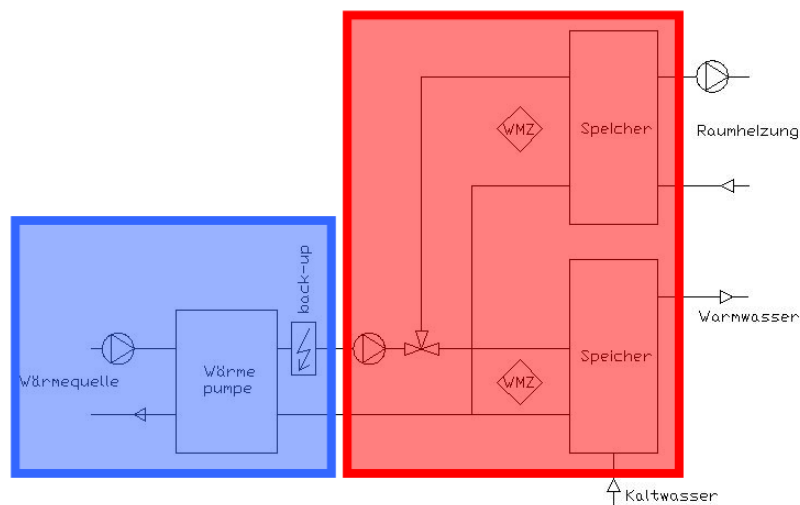 WMZ
Speicher
Raumheizung
back-up
Wärme
pumpe
Wärmequelle
WMZ
Speicher
Warmwasser
Kaltwasser